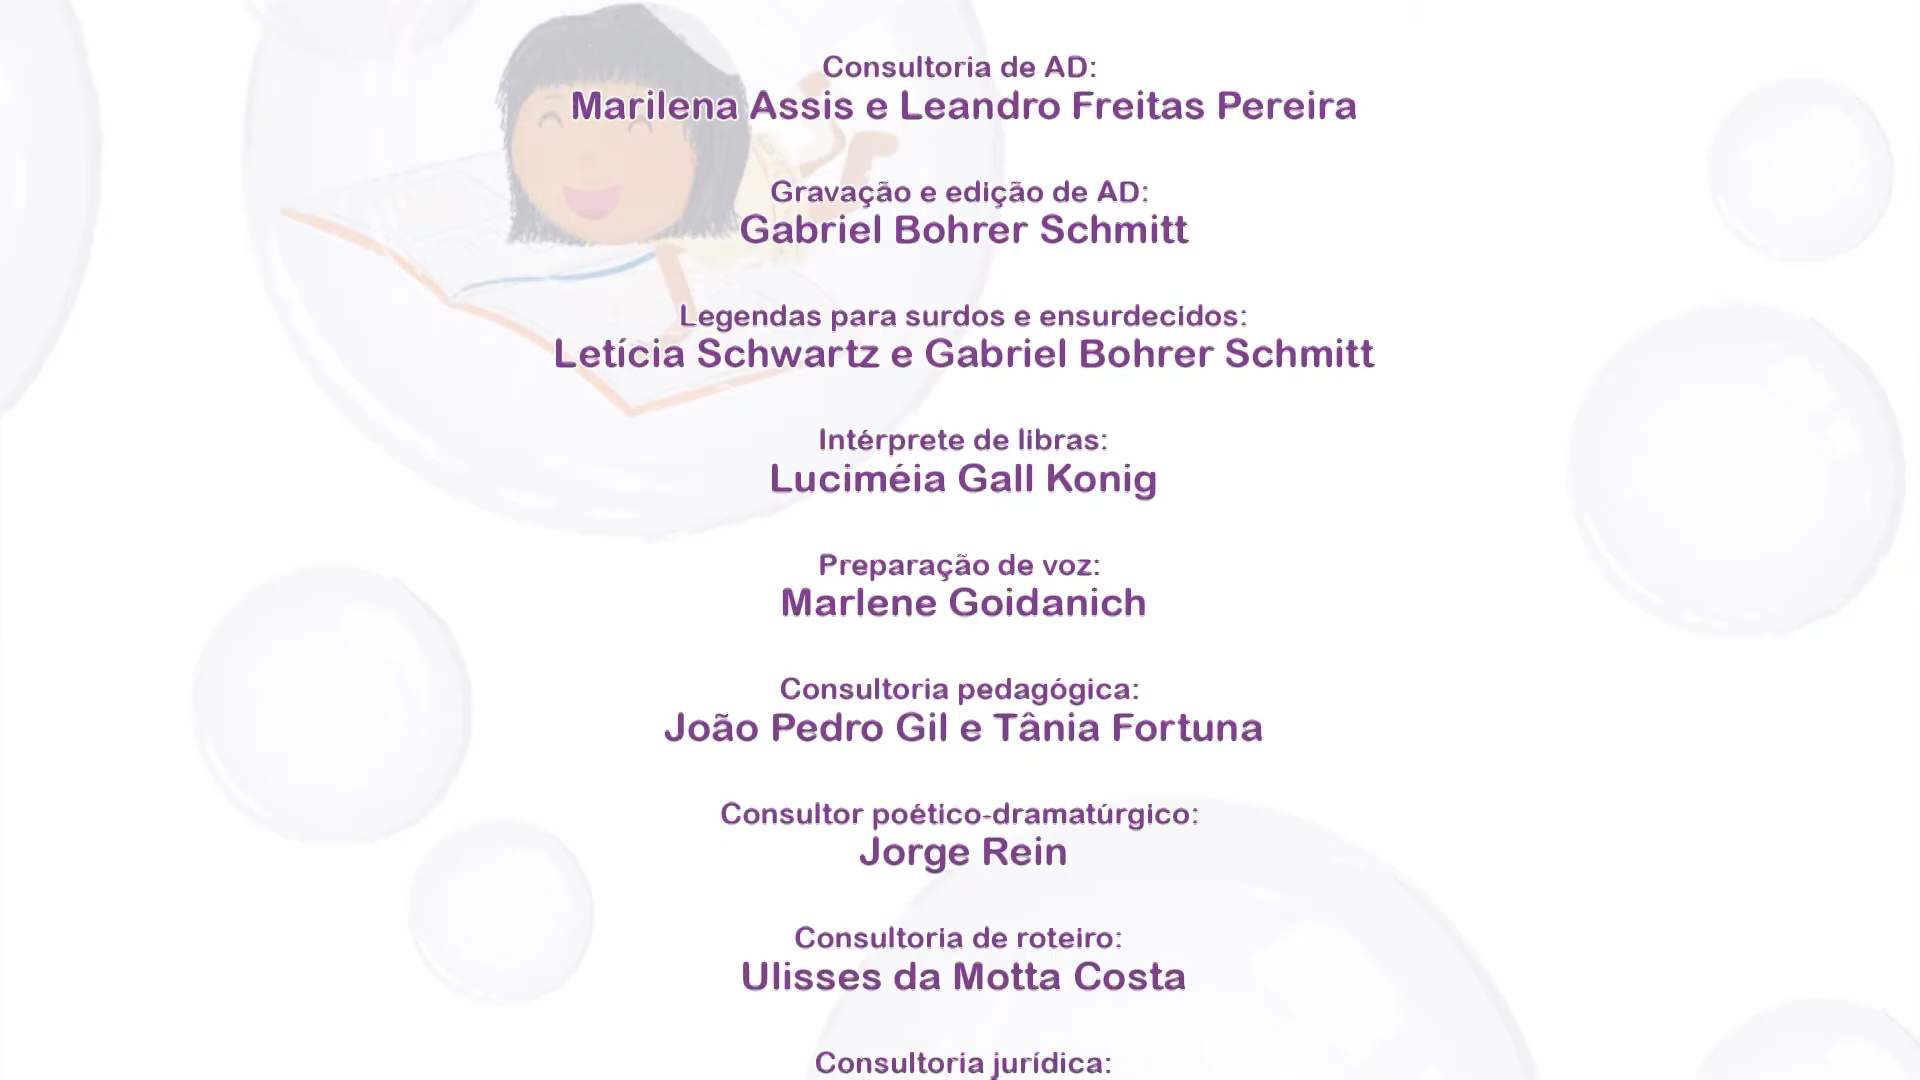 Consultoria de AD:
Marilena Assis e Leandro Freitas Pereira
Gravação e edição de AD:
Gabriel Bohrer Schmitt
Legendas para surdos e ensurdecidos:
Letícia Schwartz e Gabriel Bohrer Schmitt
Intérprete de libras:
Luciméia Gall Konig
Preparação de voz:
Marlene Goidanich
Consultoria pedagógica:
João Pedro Gil e Tânia Fortuna
Consultor poético-dramatúrgico:
Jorge Rein
Consultoria de roteiro:
Ulisses da Motta Costa
Consultoria jurídica: